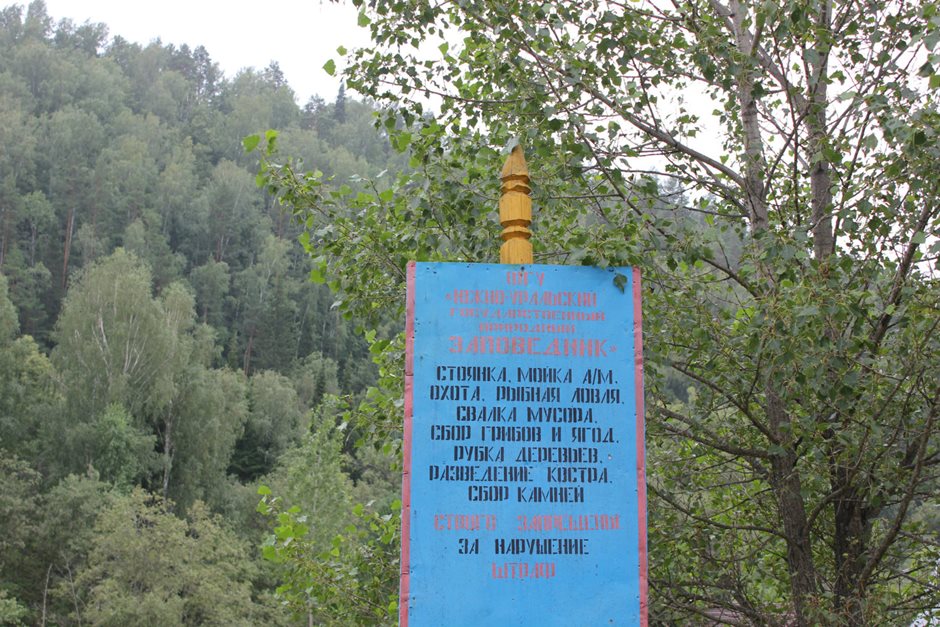 ФГУ
«ЮЖНО-УРАЛЬСКИЙ
ГОСУДАРСТВЕННЫЙ
ПРИРОДНЫЙ
ЗАПОВЕДНИК»
СТОЯНКА, МОЙКА А/М,
ОХОТА, РЫБНАЯ ЛОВЛЯ,
СВАЛКА МУСОРА,
СБОР ГРИБОВ И ЯГОД,
РУБКА ДЕРЕВЬЕВ,
РАЗВЕДЕНИЕ КОСТРА,
СБОР КАМНЕЙ
СТРОГО ЗАПРЕЩЕНЫ
ЗА НАРУШЕНИЕ
ШТРАФ